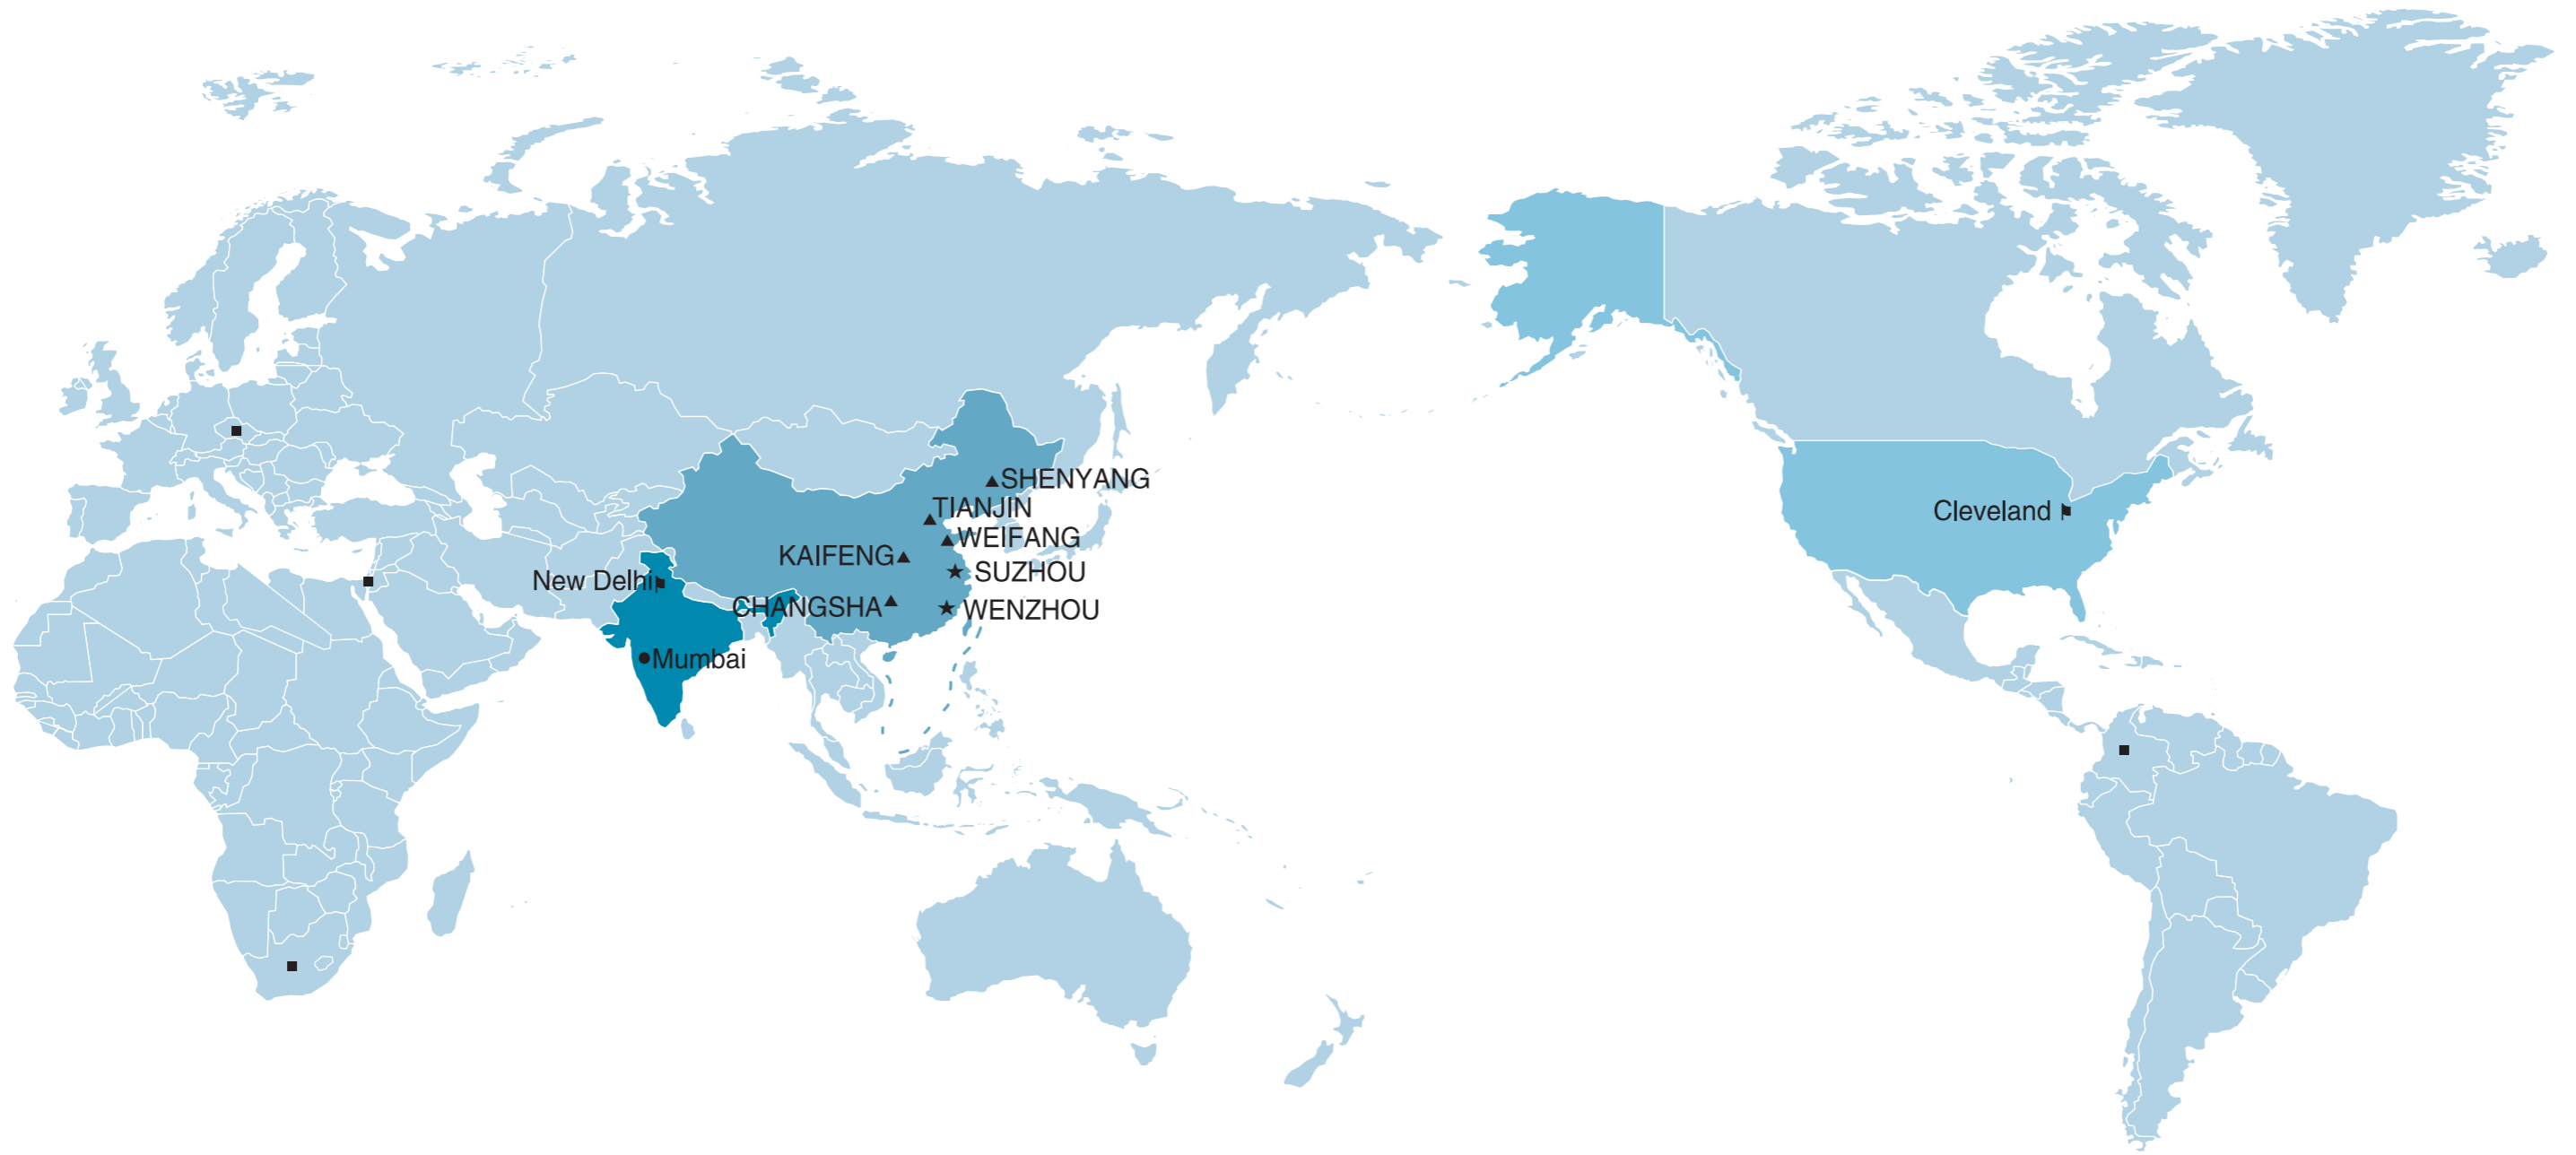 SHENYANG
TIANJIN
Cleveland
WEIFANG
KAIFENG
SUZHOU
New Delhi
CHANGSHA
WENZHOU
Mumbai